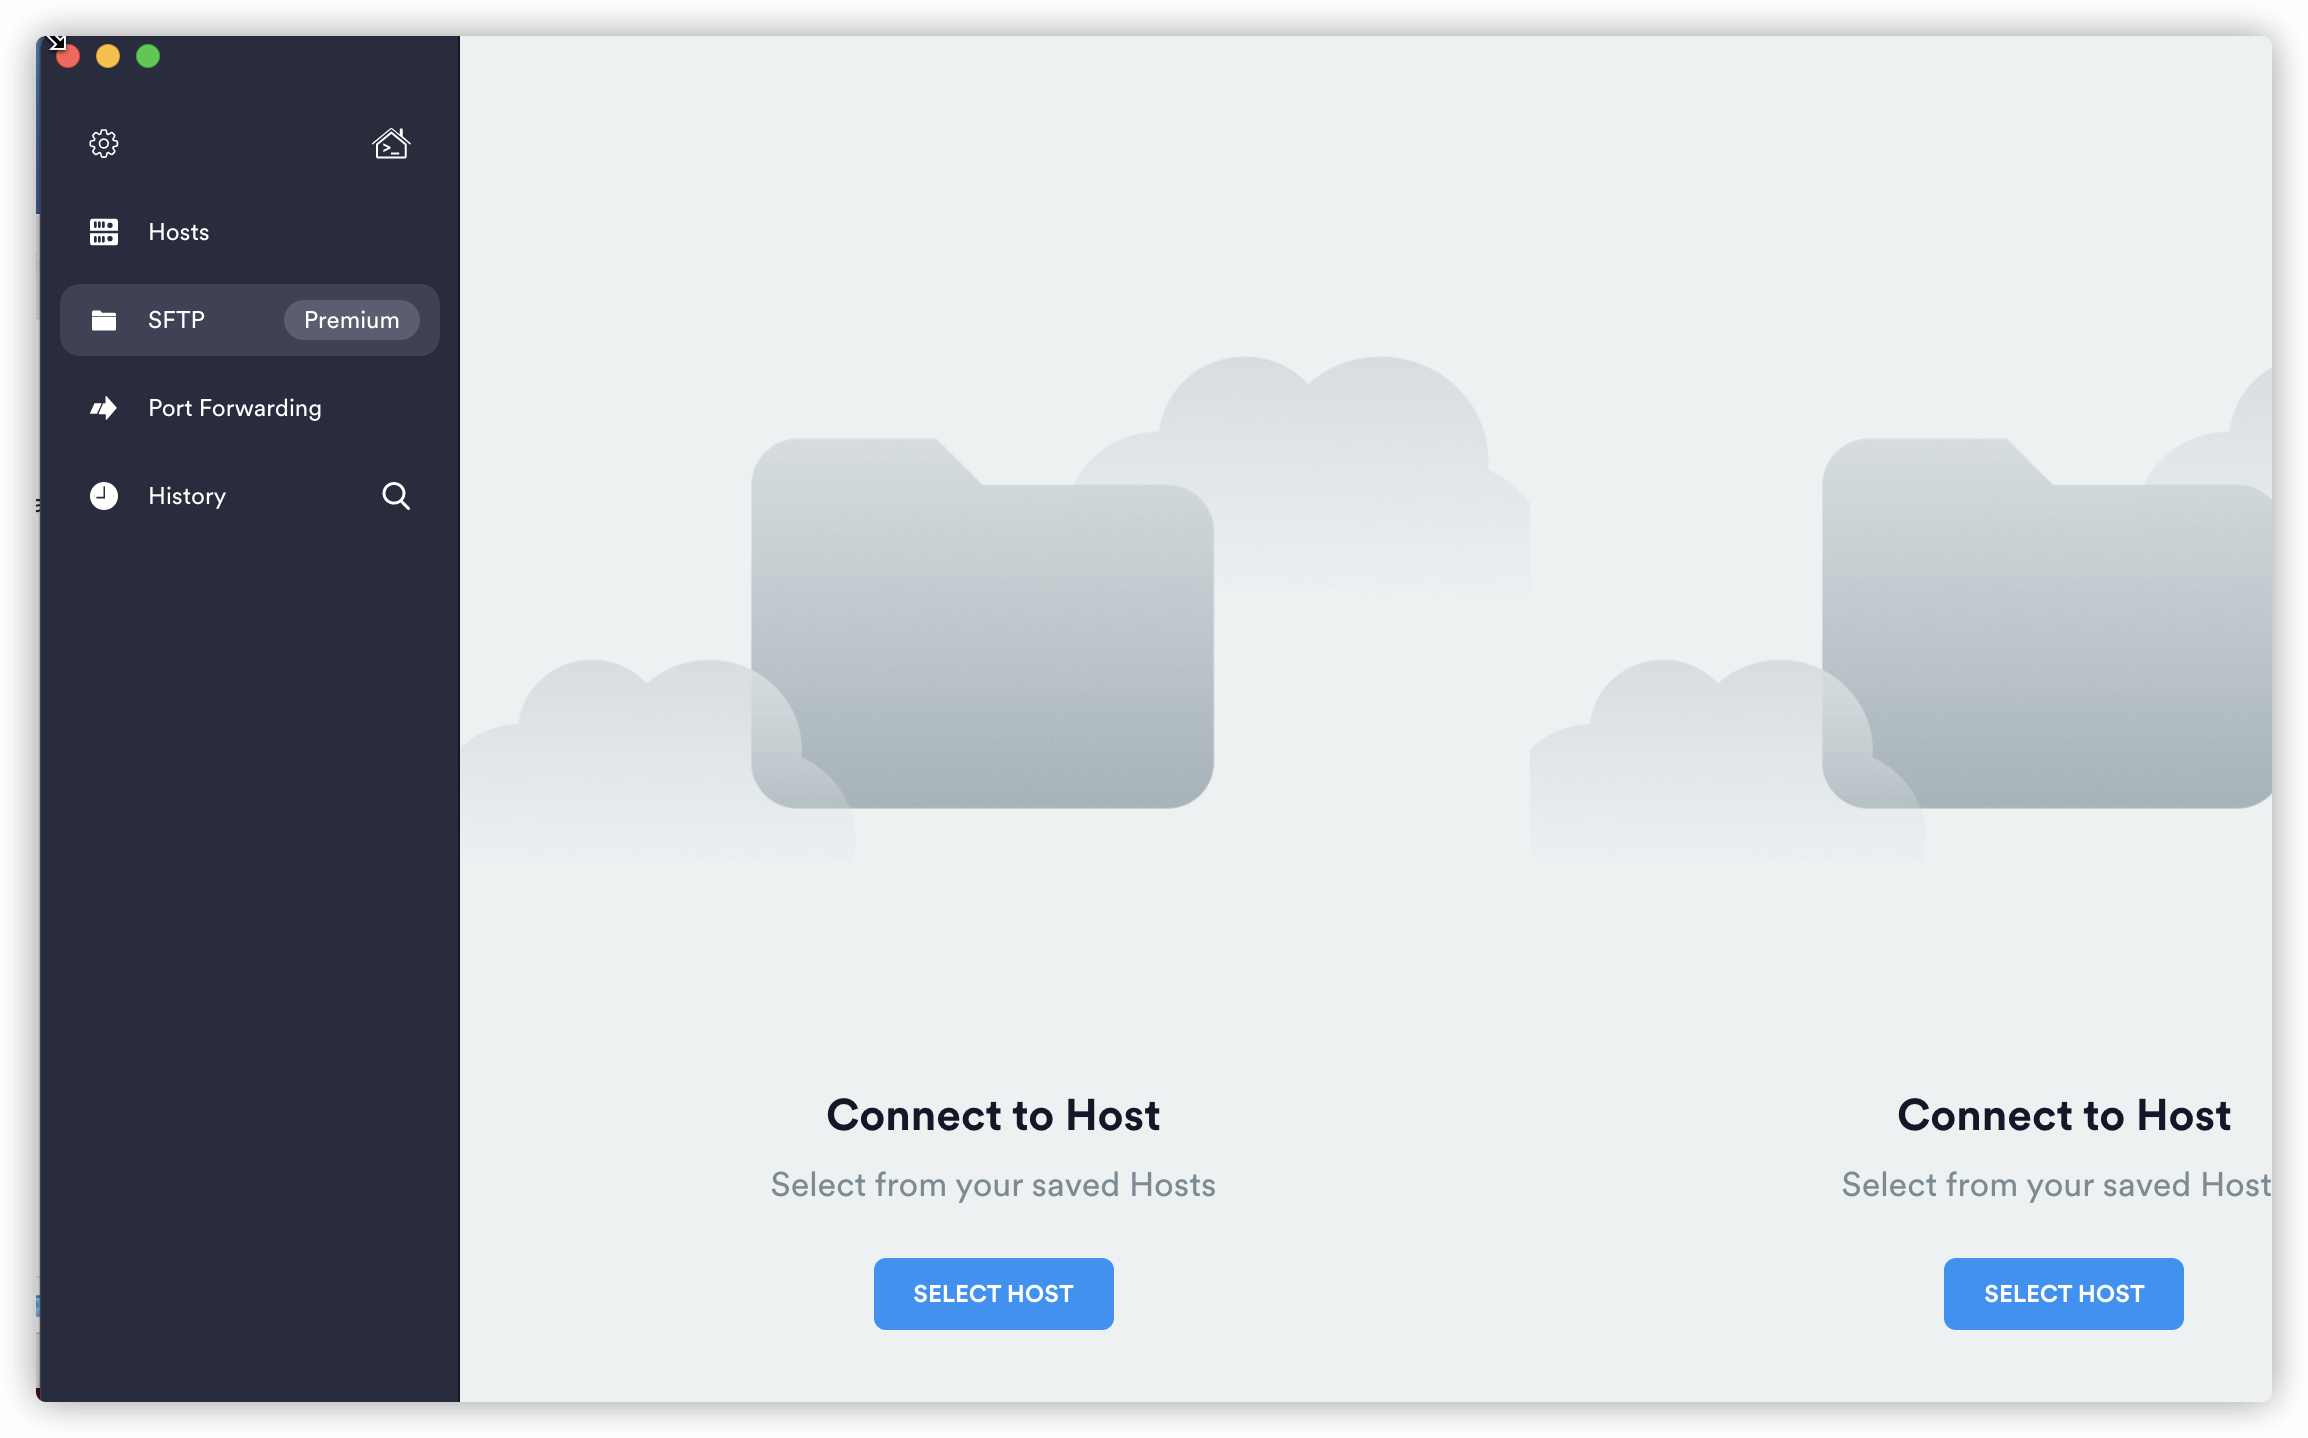 Hosts
SFTP Premium
Port Forwarding
History
Connect to Host
Select from your saved Hosts
SELECT HOST
Connect to Host
Select from your saved Host
SELECT HOST